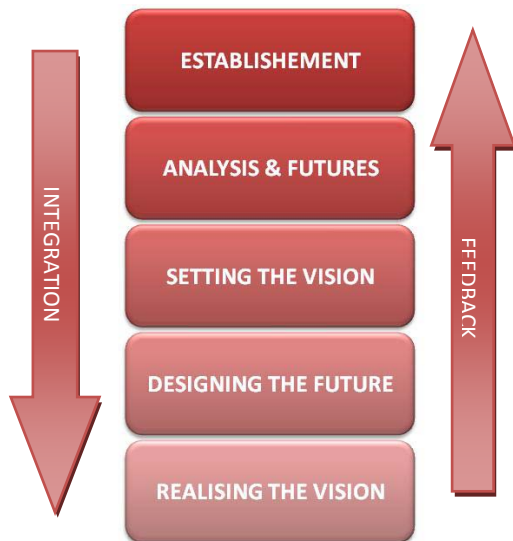 ESTABLISHEMENT
ANALYSIS & FUTURES
SETTING THE VISION
DESIGNING THE FUTURE
REALISING THE VISION
INTEGRATION
FEEDBACK